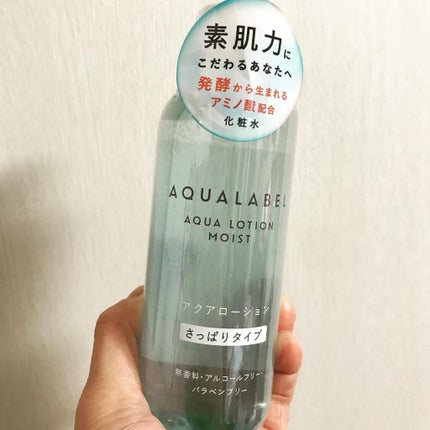 素肌力に
こだわるあなたへ
発酵から生まれる
アミノ酸配合
化粧水
AQUALABEL
AQUA LOTION
MOIST
アクアローション
さっぱりタイプ
無香料・アルコールフリー・
パラベンフリー